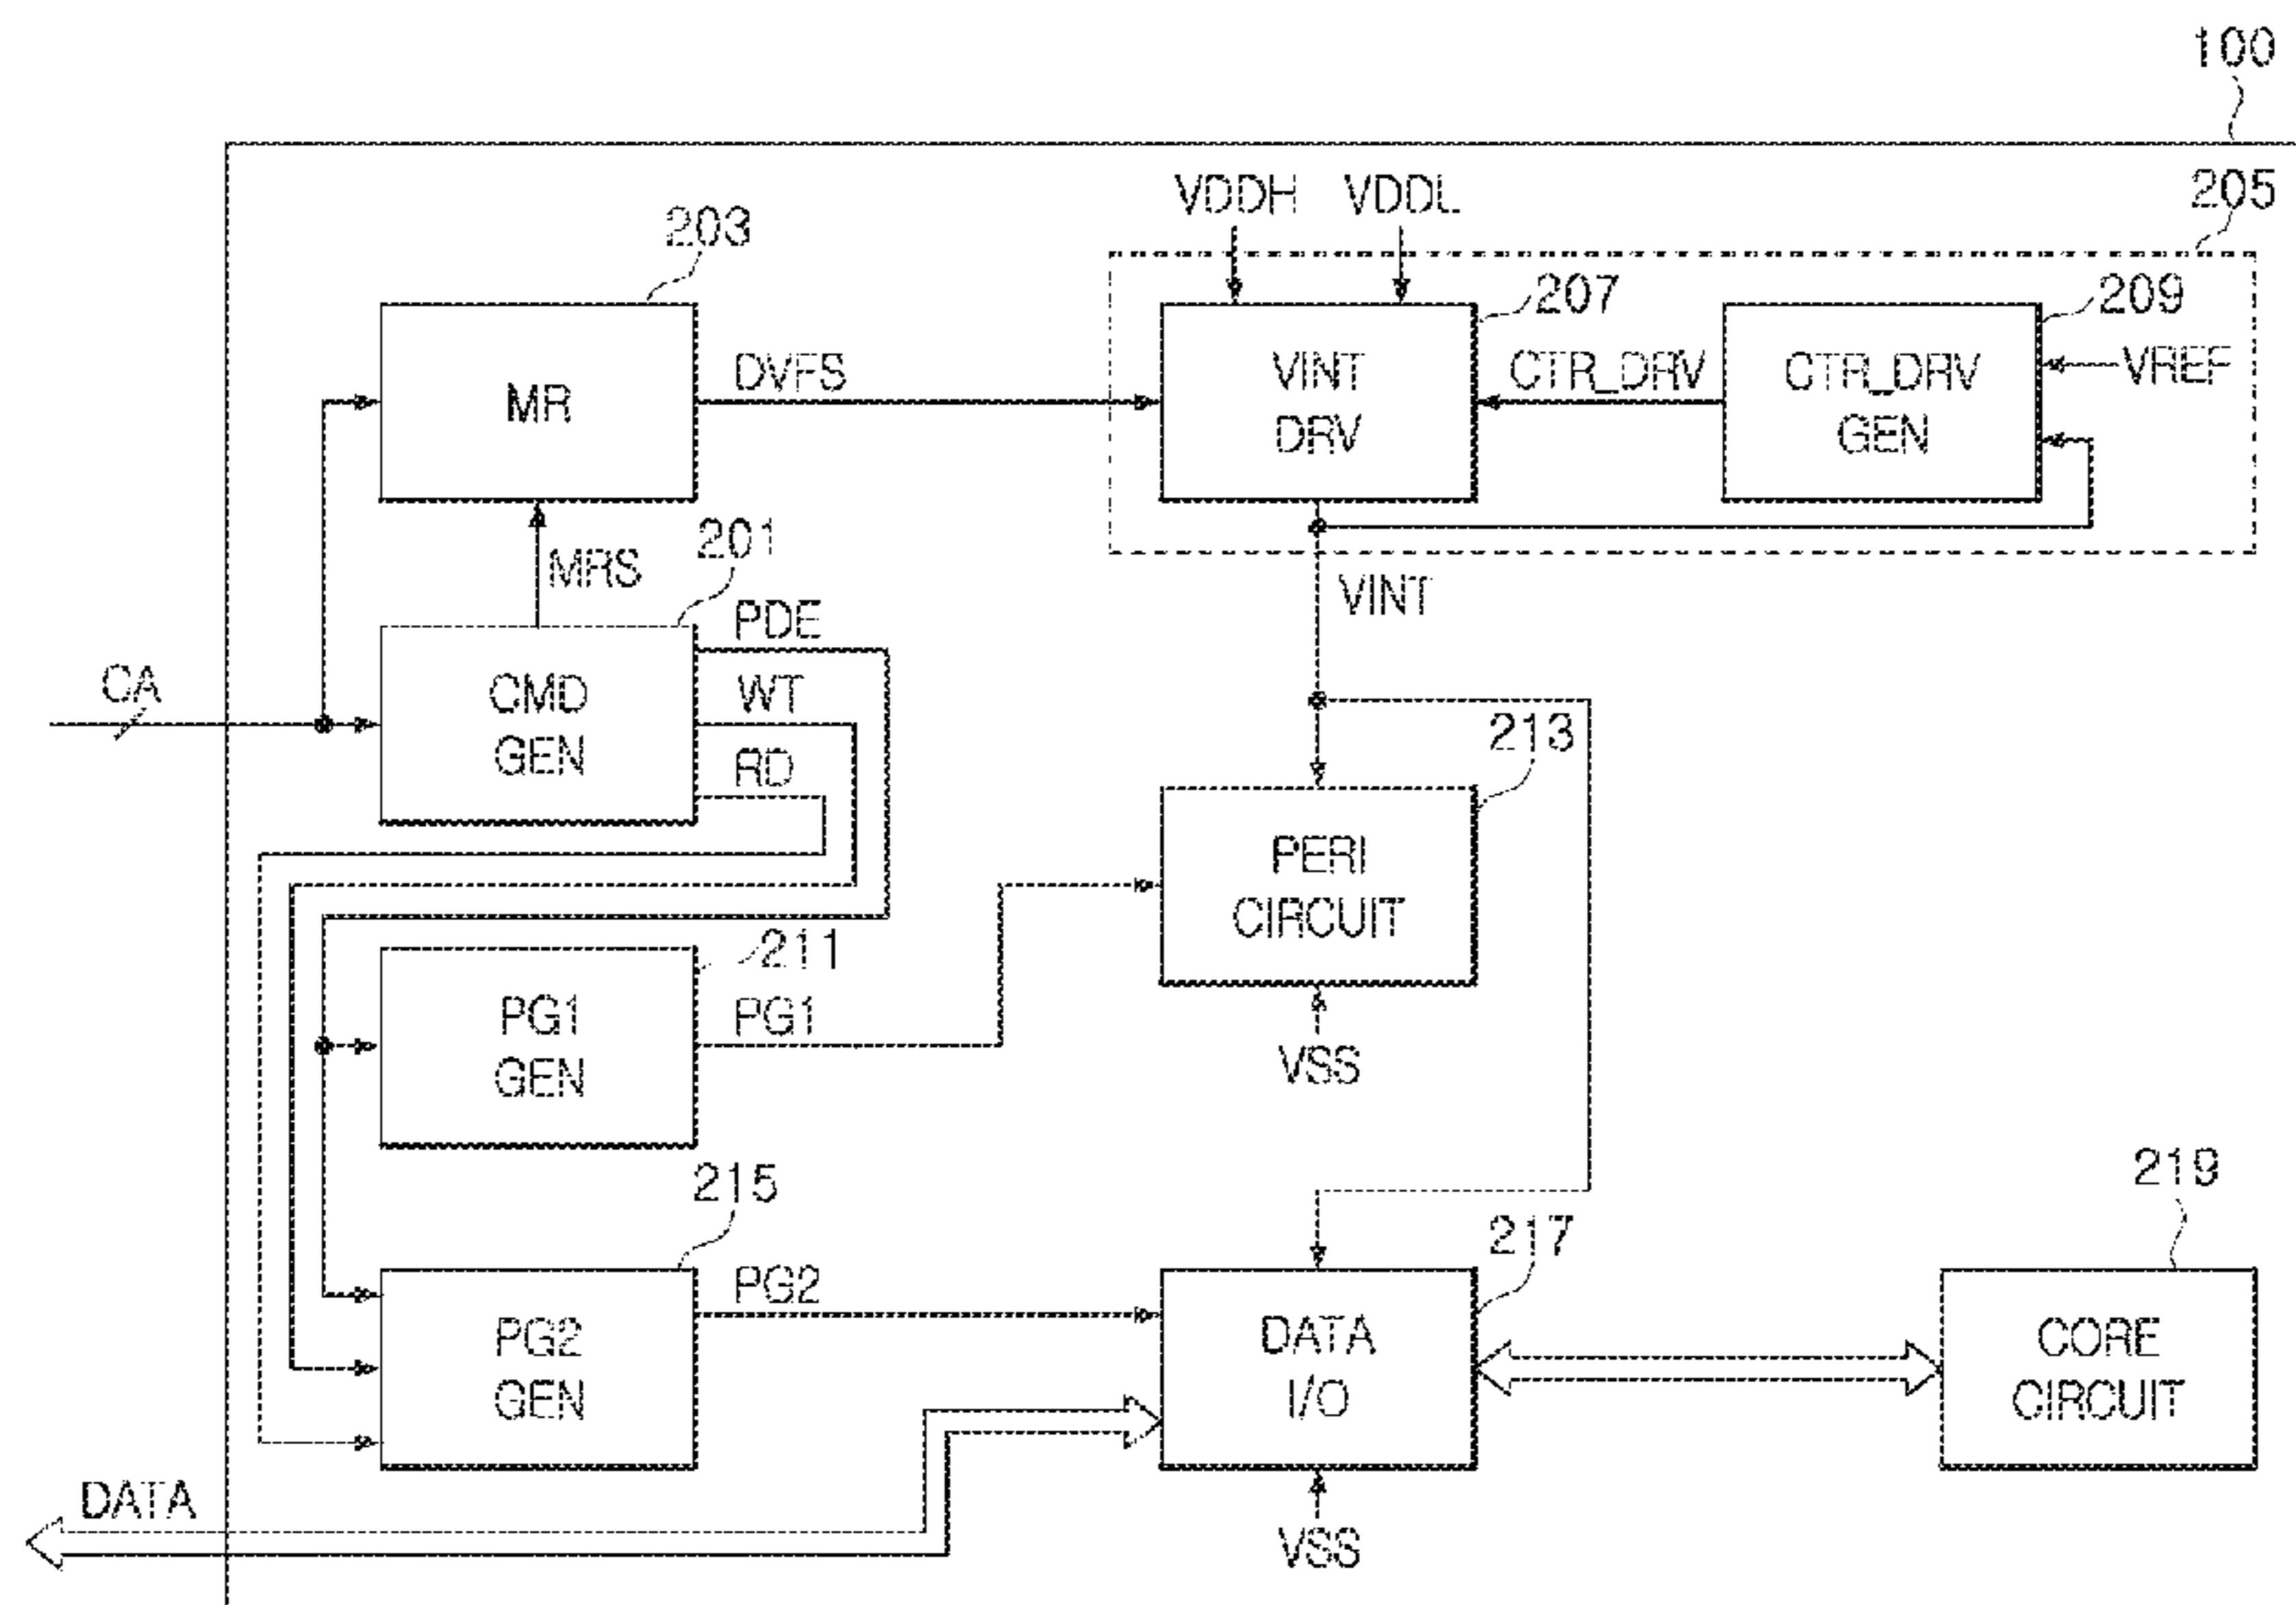 100
205
VDDH VDDL
203
207
209
MR
DVFS
VINT
DRV
CTR_DRV
CTR_DRV
GEN
VREF
MRS
201
VINT
CA
CMD
GEN
PDE
WT
RD
213
PERI
CIRCUIT
VSS
211
PG1
GEN
PG1
215
PG2
GEN
PG2
217
DATA
I/O
VSS
219
CORE
CIRCUIT
DATA